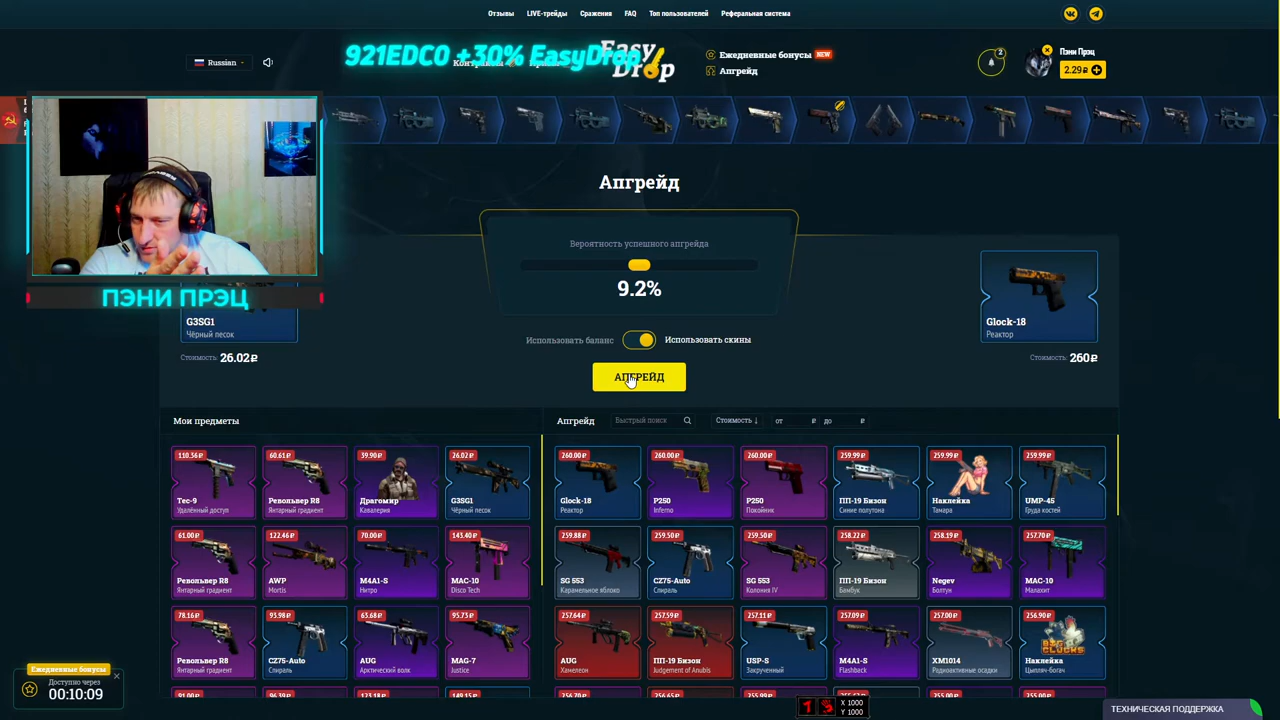 Отзывы
LIVE-трейды
Сражения
FAQ
Топ пользователей
Реферальная система
Russian
921EDC0 +30% EasyDrop
Easy Drop
Ежедневные бонусы NEW
Апгрейд
2
Пэни Прэц
2.29₽
Апгрейд
Вероятность успешного апгрейда
9.2%
Использовать баланс
Использовать скины
АПГРЕЙД
ПЭНИ ПРЭЦ
G3SG1
Чёрный песок
Стоимость: 26.02₽
Glock-18
Реактор
Стоимость: 260₽
Мои предметы
Апгрейд
Быстрый поиск
Стоимость ↓
от ₽ до ₽
110.36₽
Tec-9
Удалённый доступ
60.61₽
Револьвер R8
Янтарный градиент
39.90₽
Драгомир
Кавалерия
26.02₽
G3SG1
Чёрный песок
260.00₽
Glock-18
Реактор
260.00₽
P250
Inferno
260.00₽
P250
Покойник
259.99₽
ПП-19 Бизон
Синие полутона
259.99₽
Наклейка
Тамара
259.99₽
UMP-45
Груда костей
61.00₽
Револьвер R8
Янтарный градиент
122.46₽
AWP
Mortis
70.00₽
M4A1-S
Нитро
143.40₽
MAC-10
Disco Tech
259.88₽
SG 553
Карамельное яблоко
259.50₽
CZ75-Auto
Спираль
259.50₽
SG 553
Колония IV
258.22₽
ПП-19 Бизон
Бамбук
258.19₽
Negev
Болтун
257.70₽
MAC-10
Малахит
78.16₽
Револьвер R8
Янтарный градиент
93.98₽
CZ75-Auto
Спираль
63.68₽
AUG
Арктический волк
95.73₽
MAG-7
Justice
257.64₽
AUG
Хамелеон
257.59₽
ПП-19 Бизон
Judgement of Anubis
257.11₽
USP-S
Закрученный
257.09₽
M4A1-S
Flashback
257.00₽
XM1014
Радиоактивные осадки
256.90₽
Наклейка
Цыпляч-богач
Ежедневные бонусы
Доступно через
00:10:09
X 1000
Y 1000
ТЕХНИЧЕСКАЯ ПОДДЕРЖКА